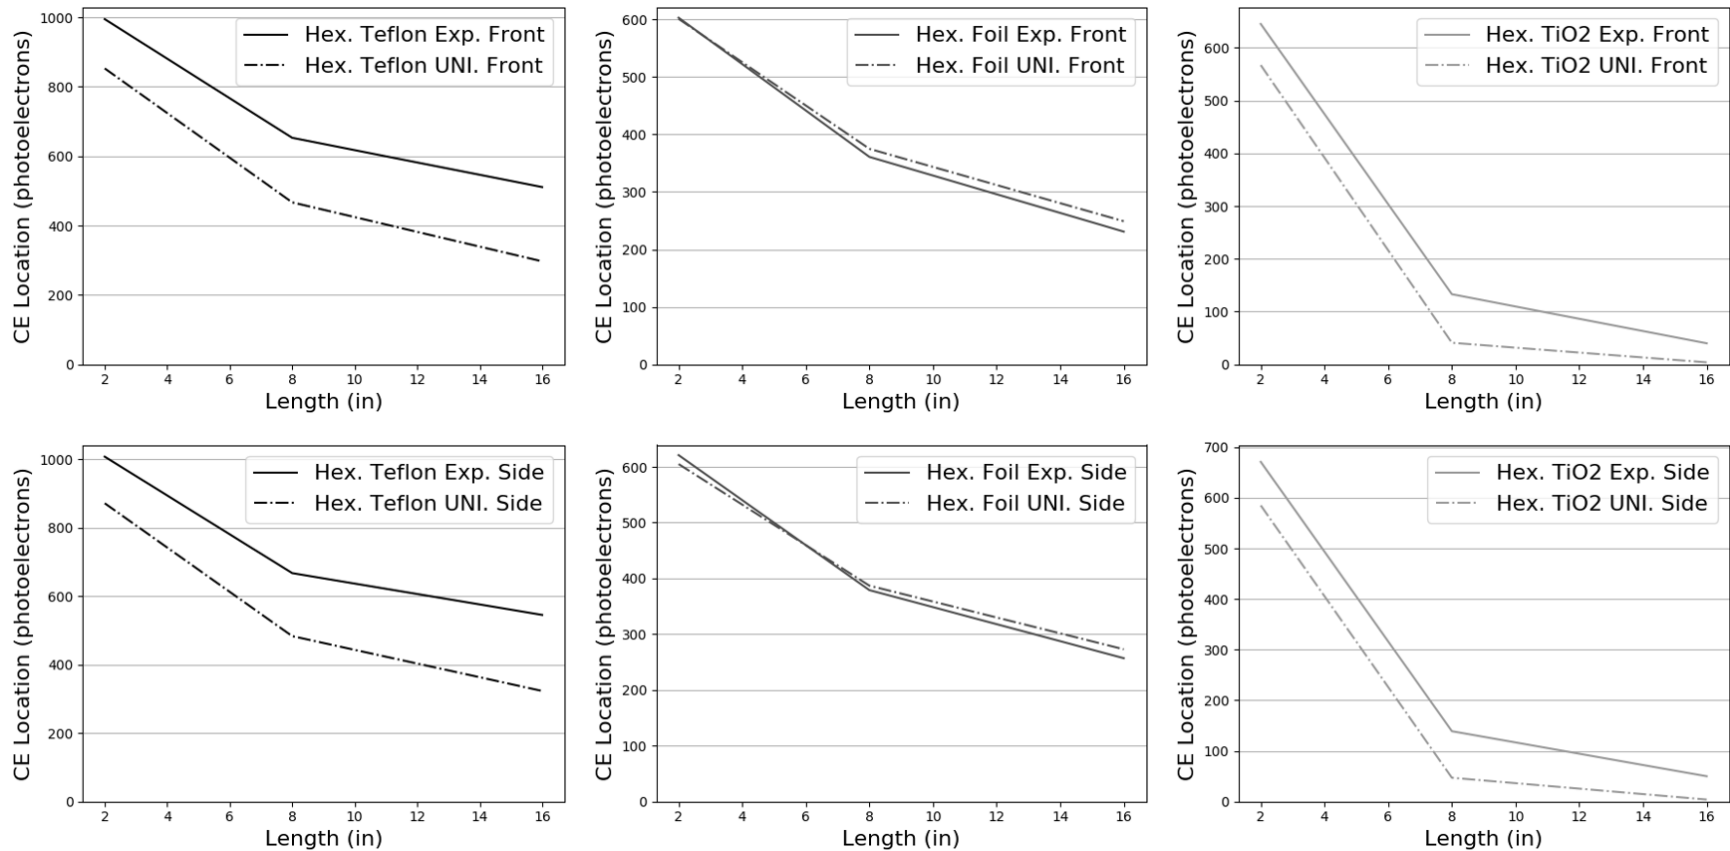 CE Location (photoelectrons)
1000
800
600
400
200
0
Hex. Teflon Exp. Front
Hex. Teflon UNI. Front
2 4 6 8 10 12 14 16
Length (in)
CE Location (photoelectrons)
600
500
400
300
200
100
0
Hex. Foil Exp. Front
Hex. Foil UNI. Front
2 4 6 8 10 12 14 16
Length (in)
CE Location (photoelectrons)
600
500
400
300
200
100
0
Hex. TiO2 Exp. Front
Hex. TiO2 UNI. Front
2 4 6 8 10 12 14 16
Length (in)
CE Location (photoelectrons)
1000
800
600
400
200
0
Hex. Teflon Exp. Side
Hex. Teflon UNI. Side
2 4 6 8 10 12 14 16
Length (in)
CE Location (photoelectrons)
600
500
400
300
200
100
0
Hex. Foil Exp. Side
Hex. Foil UNI. Side
2 4 6 8 10 12 14 16
Length (in)
CE Location (photoelectrons)
700
600
500
400
300
200
100
0
Hex. TiO2 Exp. Side
Hex. TiO2 UNI. Side
2 4 6 8 10 12 14 16
Length (in)